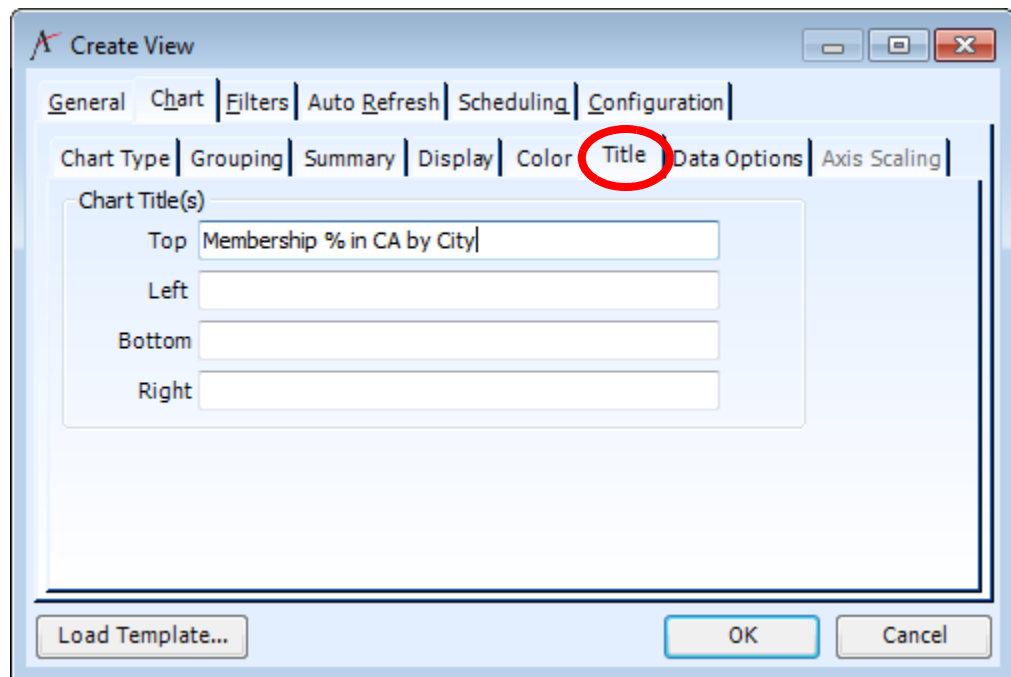 Create View
General Chart Filters Auto Refresh Scheduling Configuration
Chart Type Grouping Summary Display Color Title Data Options Axis Scaling
Chart Title(s)
Top Membership % in CA by City
Left
Bottom
Right
Load Template... OK Cancel